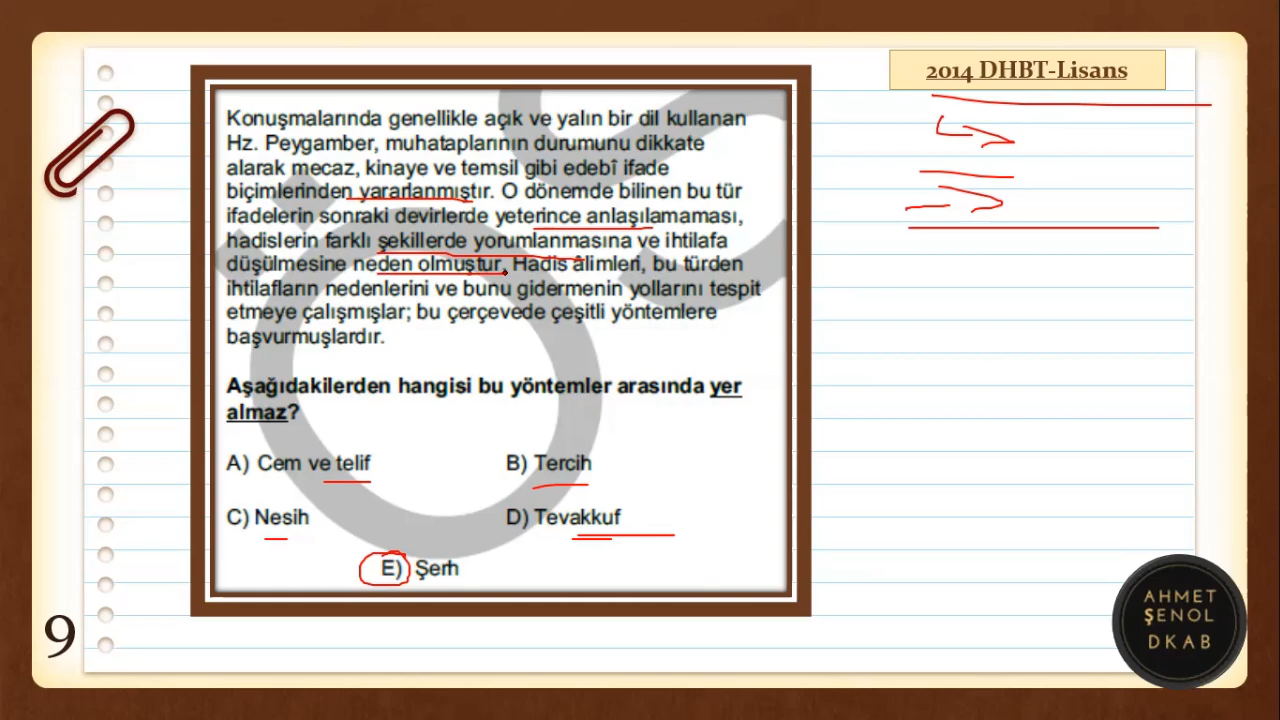 2014 DHBT-Lisans
Konuşmalarında genellikle açık ve yalın bir dil kullanan
Hz. Peygamber, muhataplarının durumunu dikkate
alarak mecaz, kinaye ve temsil gibi edebî ifade
biçimlerinden yararlanmıştır. O dönemde bilinen bu tür
ifadelerin sonraki devirlerde yeterince anlaşılamaması,
hadislerin farklı şekillerde yorumlanmasına ve ihtilafa
düşülmesine neden olmuştur. Hadis âlimleri, bu türden
ihtilafların nedenlerini ve bunu gidermenin yollarını tespit
etmeye çalışmışlar; bu çerçevede çeşitli yöntemlere
başvurmuşlardır.
Aşağıdakilerden hangisi bu yöntemler arasında yer
almaz?
A) Cem ve telif B) Tercih
C) Nesih D) Tevakkuf
E) Şerh
9
AHMET
ŞENOL
DKAB